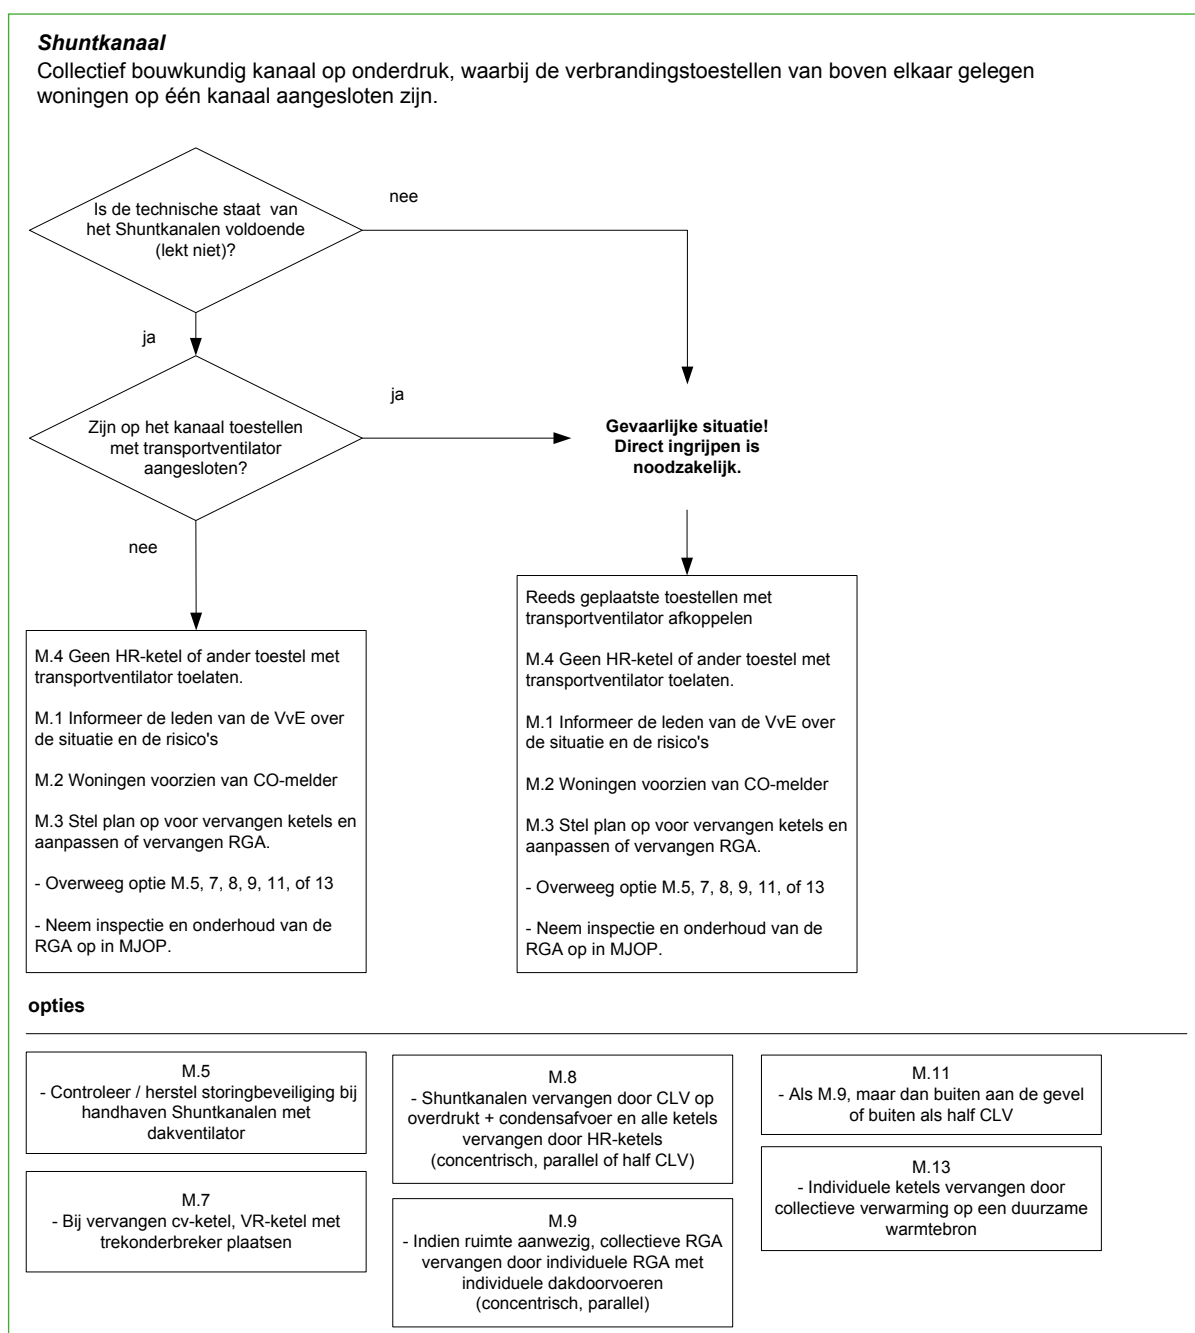 Shuntkanaal
Collectief bouwkundig kanaal op onderdruk, waarbij de verbrandingstoestellen van boven elkaar gelegen
woningen op één kanaal aangesloten zijn.
Is de technische staat van
het Shuntkanalen voldoende
(lekt niet)?
nee
ja
Zijn op het kanaal toestellen
met transportventilator
aangesloten?
ja
nee
Gevaarlijke situatie!
Direct ingrijpen is
noodzakelijk.
M.4 Geen HR-ketel of ander toestel met
transportventilator toelaten.
M.1 Informeer de leden van de VvE over
de situatie en de risico's
M.2 Woningen voorzien van CO-melder
M.3 Stel plan op voor vervangen ketels en
aanpassen of vervangen RGA.
- Overweeg optie M.5, 7, 8, 9, 11, of 13
- Neem inspectie en onderhoud van de
RGA op in MJOP.
Reeds geplaatste toestellen met
transportventilator afkoppelen
M.4 Geen HR-ketel of ander toestel met
transportventilator toelaten.
M.1 Informeer de leden van de VvE over
de situatie en de risico's
M.2 Woningen voorzien van CO-melder
M.3 Stel plan op voor vervangen ketels en
aanpassen of vervangen RGA.
- Overweeg optie M.5, 7, 8, 9, 11, of 13
- Neem inspectie en onderhoud van de
RGA op in MJOP.
opties
M.5
- Controleer / herstel storingbeveiliging bij
handhaven Shuntkanalen met
dakventilator
M.7
- Bij vervangen cv-ketel, VR-ketel met
trekonderbreker plaatsen
M.8
- Shuntkanalen vervangen door CLV op
overdrukt + condensafvoer en alle ketels
vervangen door HR-ketels
(concentrisch, parallel of half CLV)
M.9
- Indien ruimte aanwezig, collectieve RGA
vervangen door individuele RGA met
individuele dakdoorvoeren
(concentrisch, parallel)
M.11
- Als M.9, maar dan buiten aan de gevel
of buiten als half CLV
M.13
- Individuele ketels vervangen door
collectieve verwarming op een duurzame
warmtebron